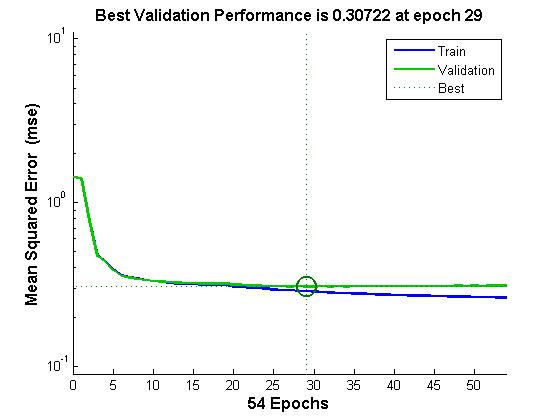 Best Validation Performance is 0.30722 at epoch 29
10^1
Train
Validation
Best
Mean Squared Error (mse)
10^0
10^-1
0 5 10 15 20 25 30 35 40 45 50
54 Epochs